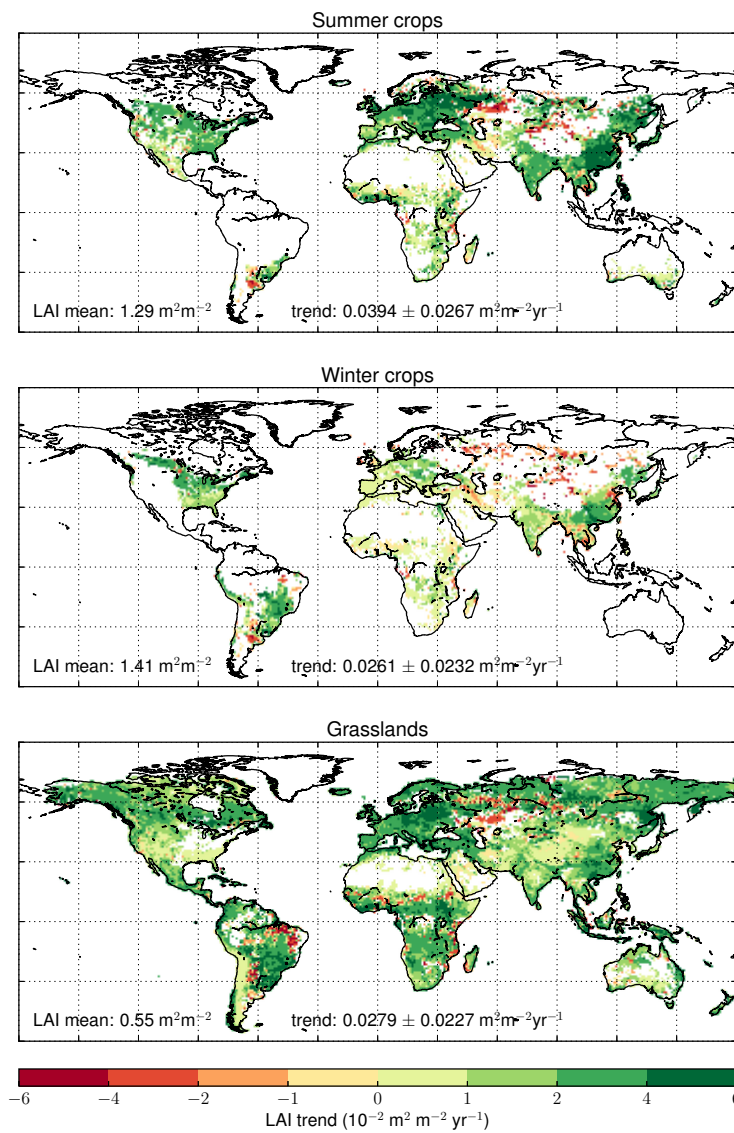 Summer crops
LAI mean: 1.29 m²m⁻² trend: 0.0394 ± 0.0267 m²m⁻²yr⁻¹
Winter crops
LAI mean: 1.41 m²m⁻² trend: 0.0261 ± 0.0232 m²m⁻²yr⁻¹
Grasslands
LAI mean: 0.55 m²m⁻² trend: 0.0279 ± 0.0227 m²m⁻²yr⁻¹
−6 −4 −2 −1 0 1 2 4 6
LAI trend (10⁻² m² m⁻² yr⁻¹)